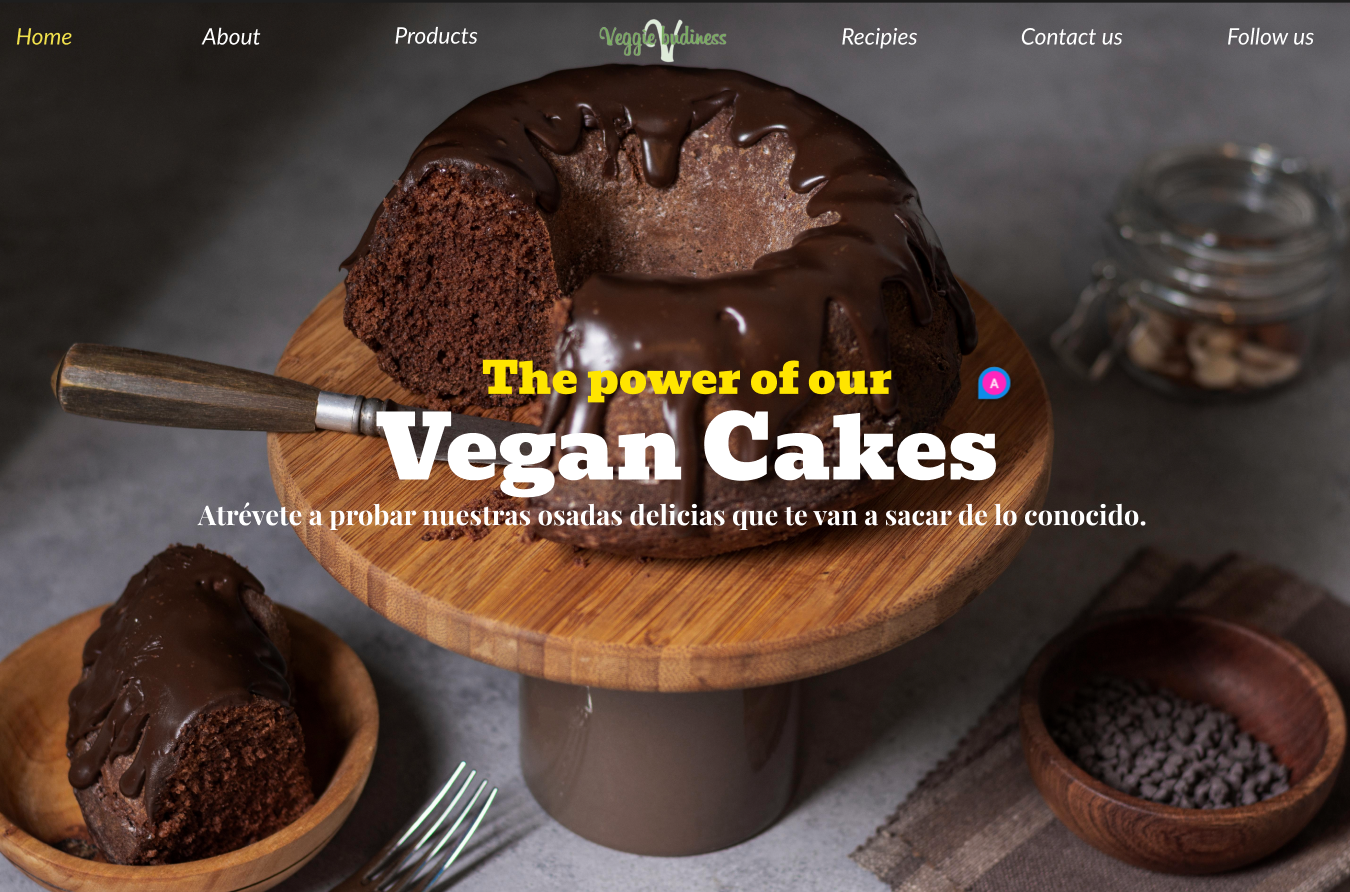 Home
About
Products
Veggie budiness
V
Recipies
Contact us
Follow us
A
The power of our
Vegan Cakes
Atrévete a probar nuestras osadas delicias que te van a sacar de lo conocido.